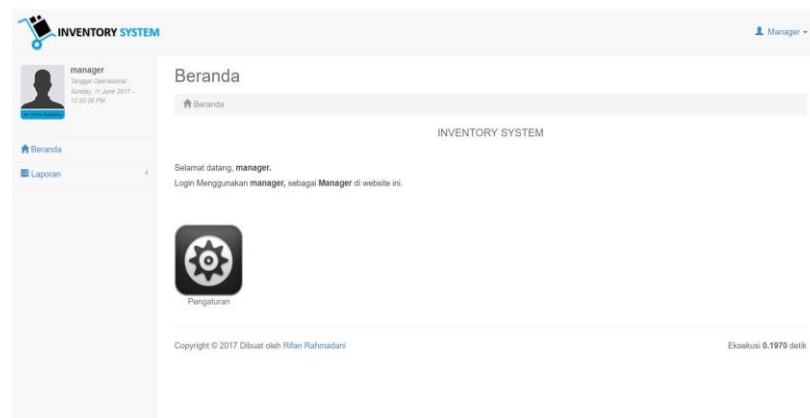 INVENTORY SYSTEM
Manager
manager
Tanggal Operasional :
Sunday, 11 June 2017 -
12:52:26 PM
Beranda
Laporan
Beranda
Beranda
INVENTORY SYSTEM
Selamat datang, manager.
Login Menggunakan manager, sebagai Manager di website ini.
Pengaturan
Copyright © 2017 Dibuat oleh Rifan Rahmadani
Eksekusi 0.1970 detik